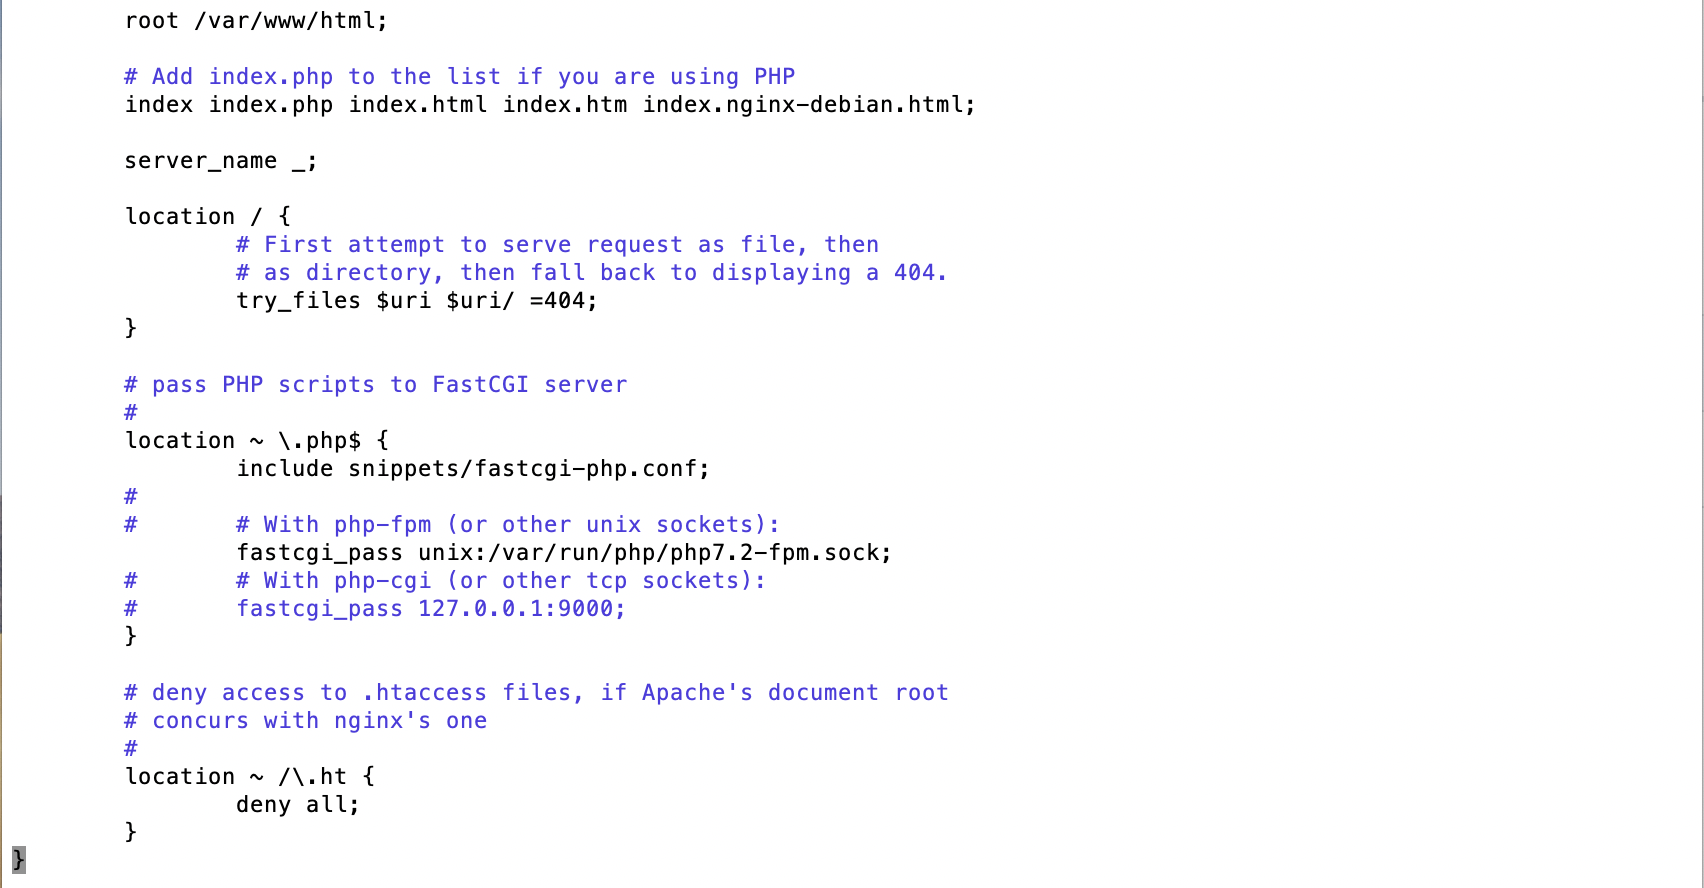 root /var/www/html;
# Add index.php to the list if you are using PHP
index index.php index.html index.htm index.nginx-debian.html;
server_name _;
location / {
# First attempt to serve request as file, then
# as directory, then fall back to displaying a 404.
try_files $uri $uri/ =404;
}
# pass PHP scripts to FastCGI server
#
location ~ \.php$ {
include snippets/fastcgi-php.conf;
#
# # With php-fpm (or other unix sockets):
fastcgi_pass unix:/var/run/php/php7.2-fpm.sock;
# # With php-cgi (or other tcp sockets):
# fastcgi_pass 127.0.0.1:9000;
}
# deny access to .htaccess files, if Apache's document root
# concurs with nginx's one
#
location ~ /\.ht {
deny all;
}
}